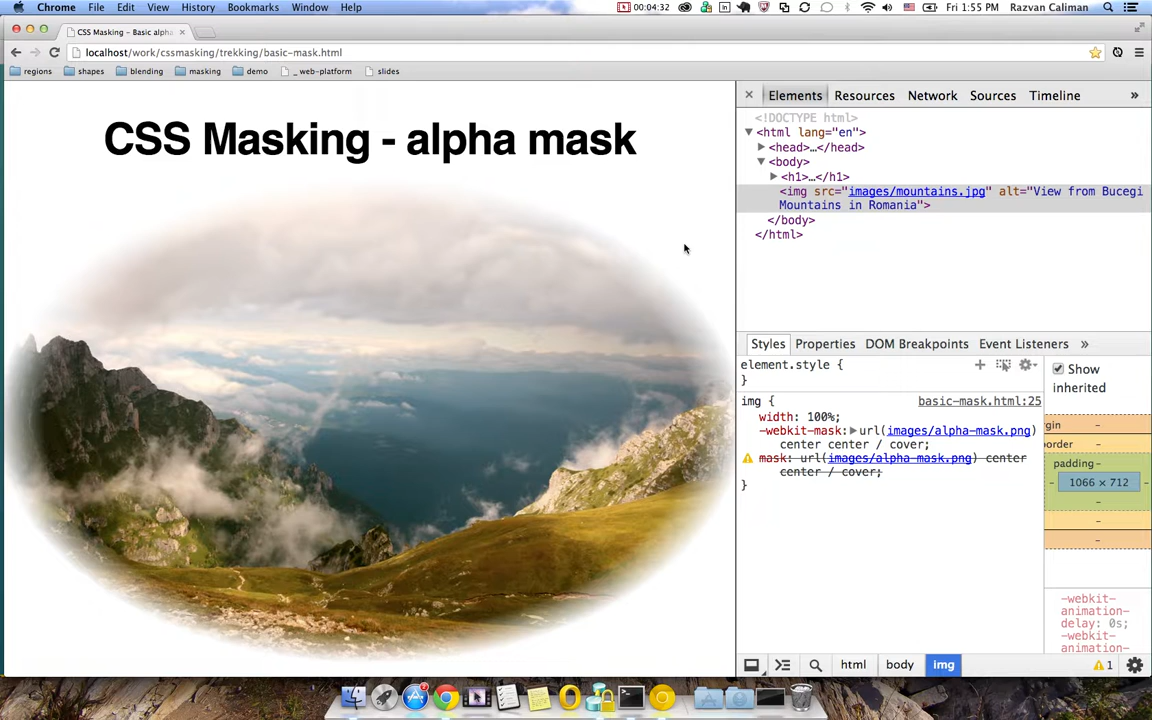 Chrome File Edit View History Bookmarks Window Help 00:04:32 Fri 1:55 PM Razvan Caliman
CSS Masking - Basic alpha
localhost/work/cssmasking/trekking/basic-mask.html
regions shapes blending masking demo _ web-platform slides
Elements Resources Network Sources Timeline »
<!DOCTYPE html>
<html lang="en">
<head>…</head>
<body>
<h1>…</h1>
<img src="images/mountains.jpg" alt="View from Bucegi
Mountains in Romania">
</body>
</html>
CSS Masking - alpha mask
Styles Properties DOM Breakpoints Event Listeners »
element.style {
}
img { basic-mask.html:25
width: 100%;
-webkit-mask: url(images/alpha-mask.png)
center center / cover;
mask: url(images/alpha-mask.png) center
center / cover;
}
Show
inherited
rgin –
order –
padding –
– 1066 × 712 –
–
–
–
-webkit-
animation-
delay: 0s;
-webkit-
animation-
html body img 1